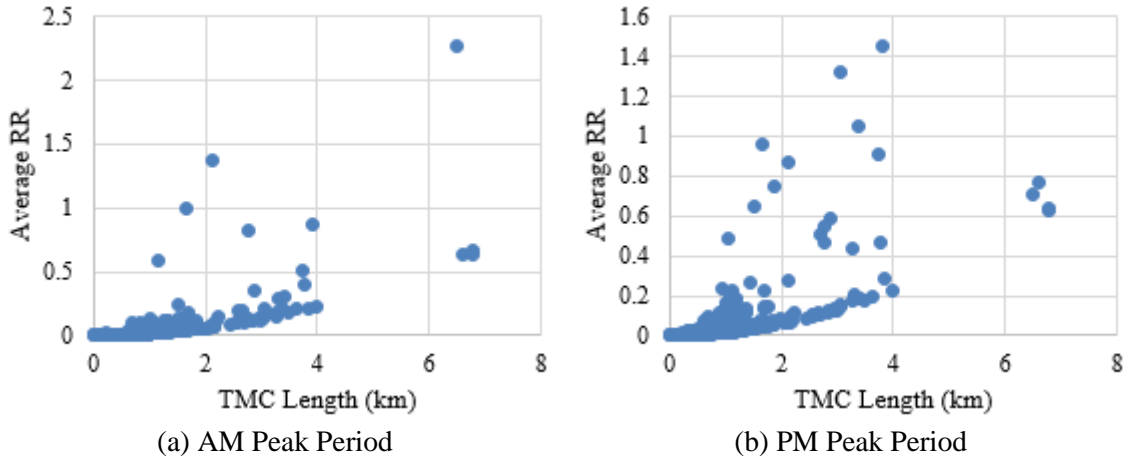 2.5
2
1.5
1
0.5
0
Average RR
0 2 4 6 8
TMC Length (km)
(a) AM Peak Period
1.6
1.4
1.2
1
0.8
0.6
0.4
0.2
0
Average RR
0 2 4 6 8
TMC Length (km)
(b) PM Peak Period